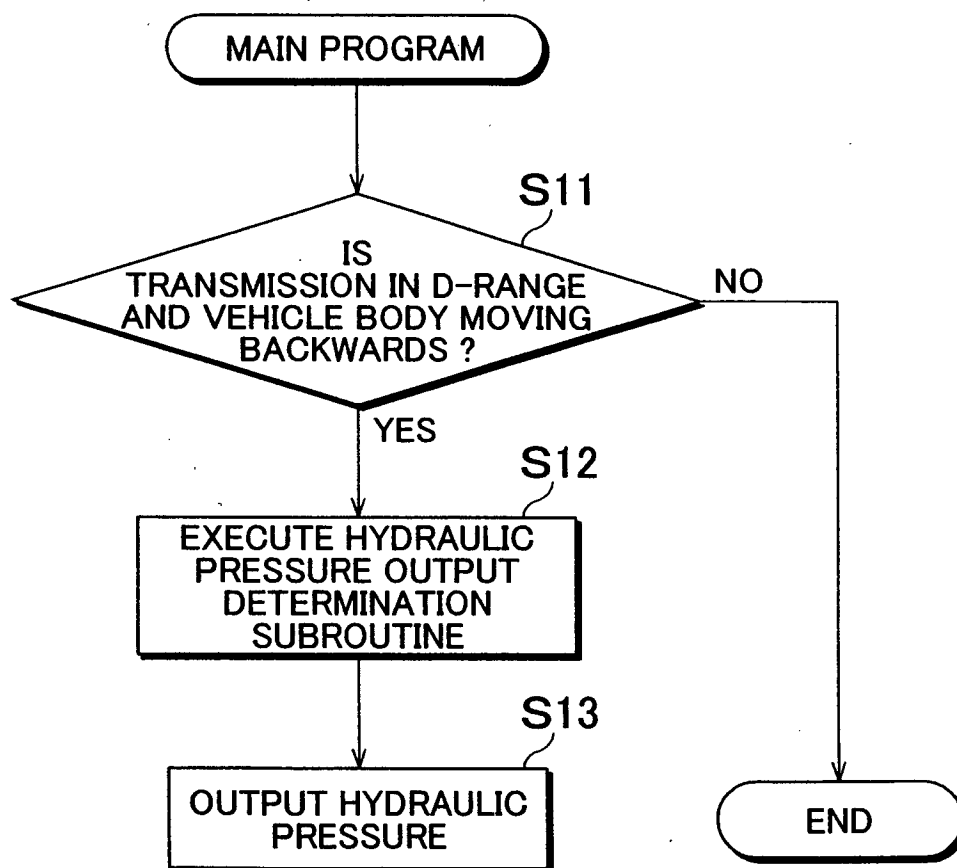 MAIN PROGRAM
S11
IS
TRANSMISSION IN D-RANGE
AND VEHICLE BODY MOVING
BACKWARDS ?
NO
YES
S12
EXECUTE HYDRAULIC
PRESSURE OUTPUT
DETERMINATION
SUBROUTINE
S13
OUTPUT HYDRAULIC
PRESSURE
END